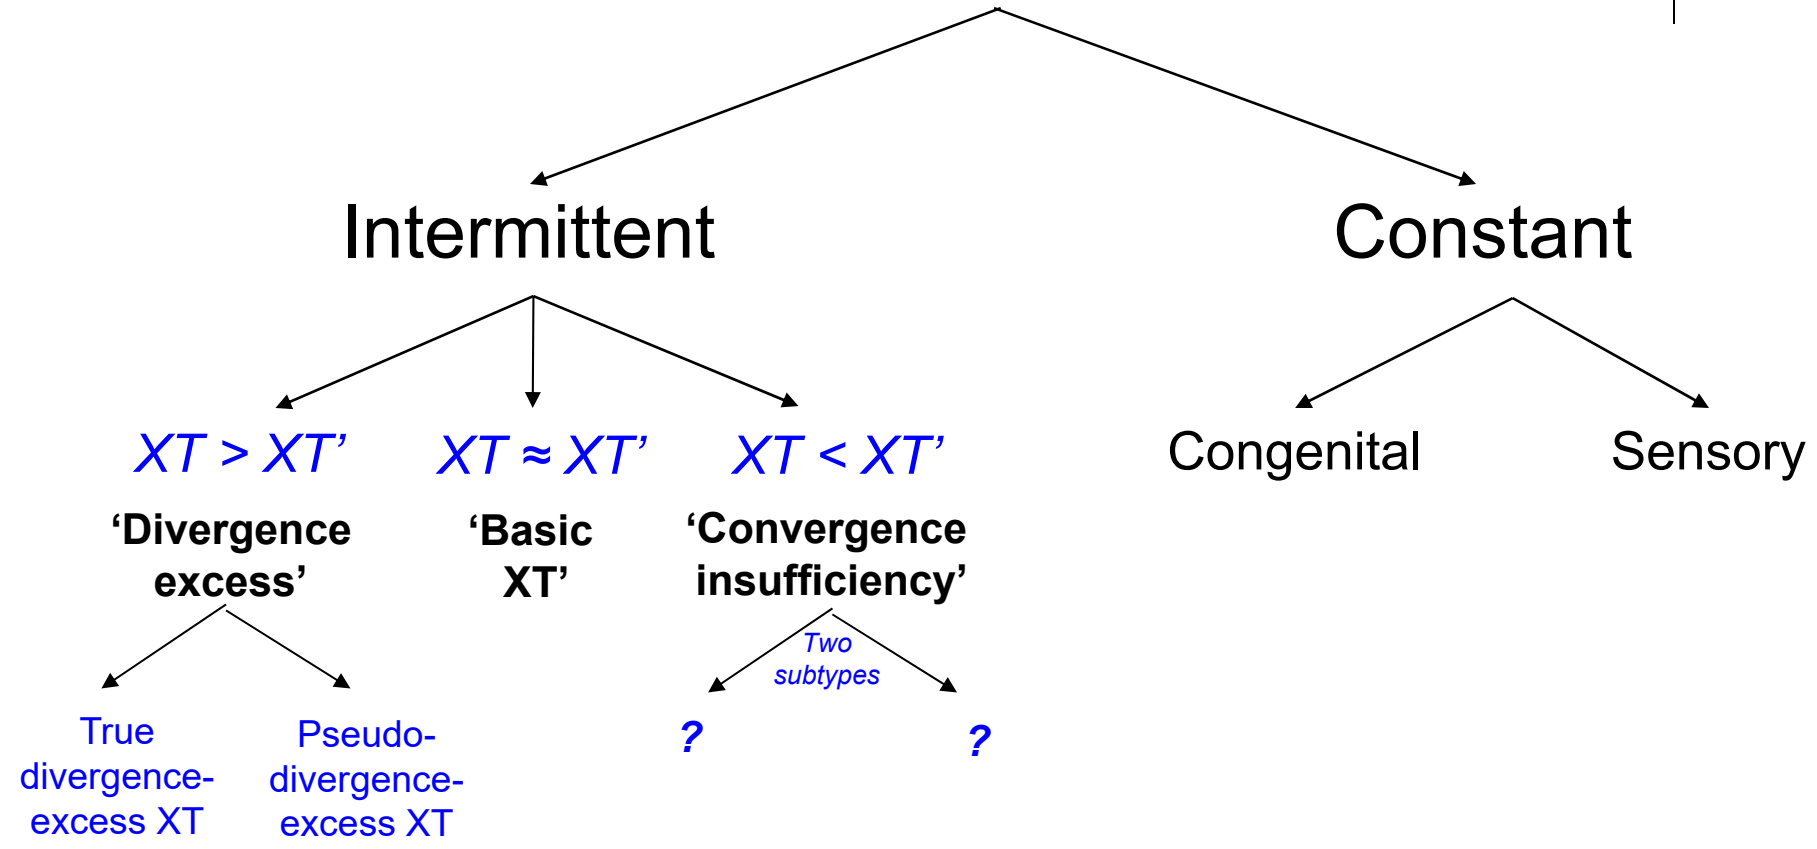 Intermittent
Constant
XT > XT’
XT ≈ XT’
XT < XT’
Congenital
Sensory
‘Divergence
excess’
‘Basic
XT’
‘Convergence
insufficiency’
Two
subtypes
True
divergence-
excess XT
Pseudo-
divergence-
excess XT
?
?